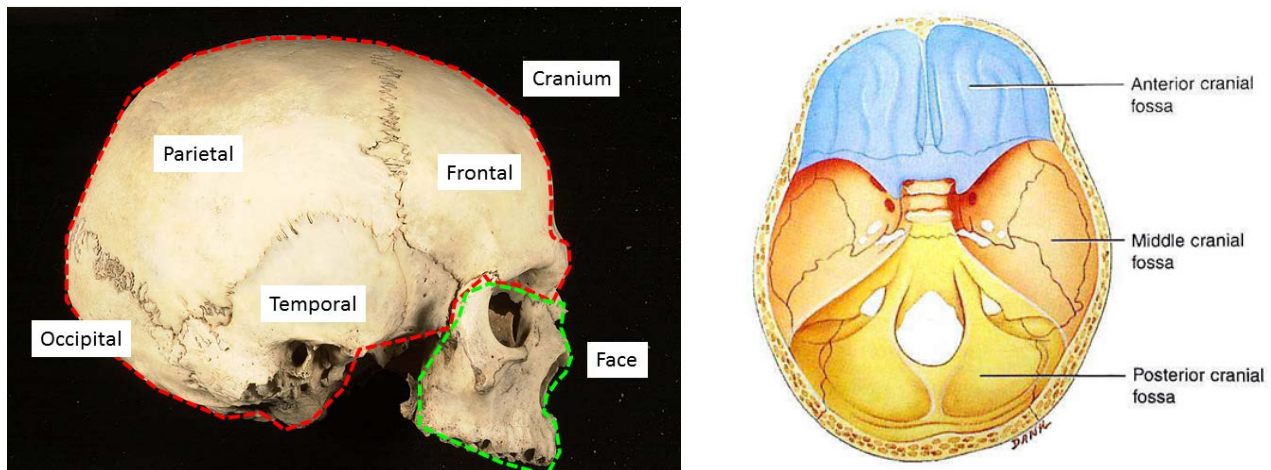 Cranium
Parietal
Frontal
Temporal
Occipital
Face
Anterior cranial
fossa
Middle cranial
fossa
Posterior cranial
fossa
DANK